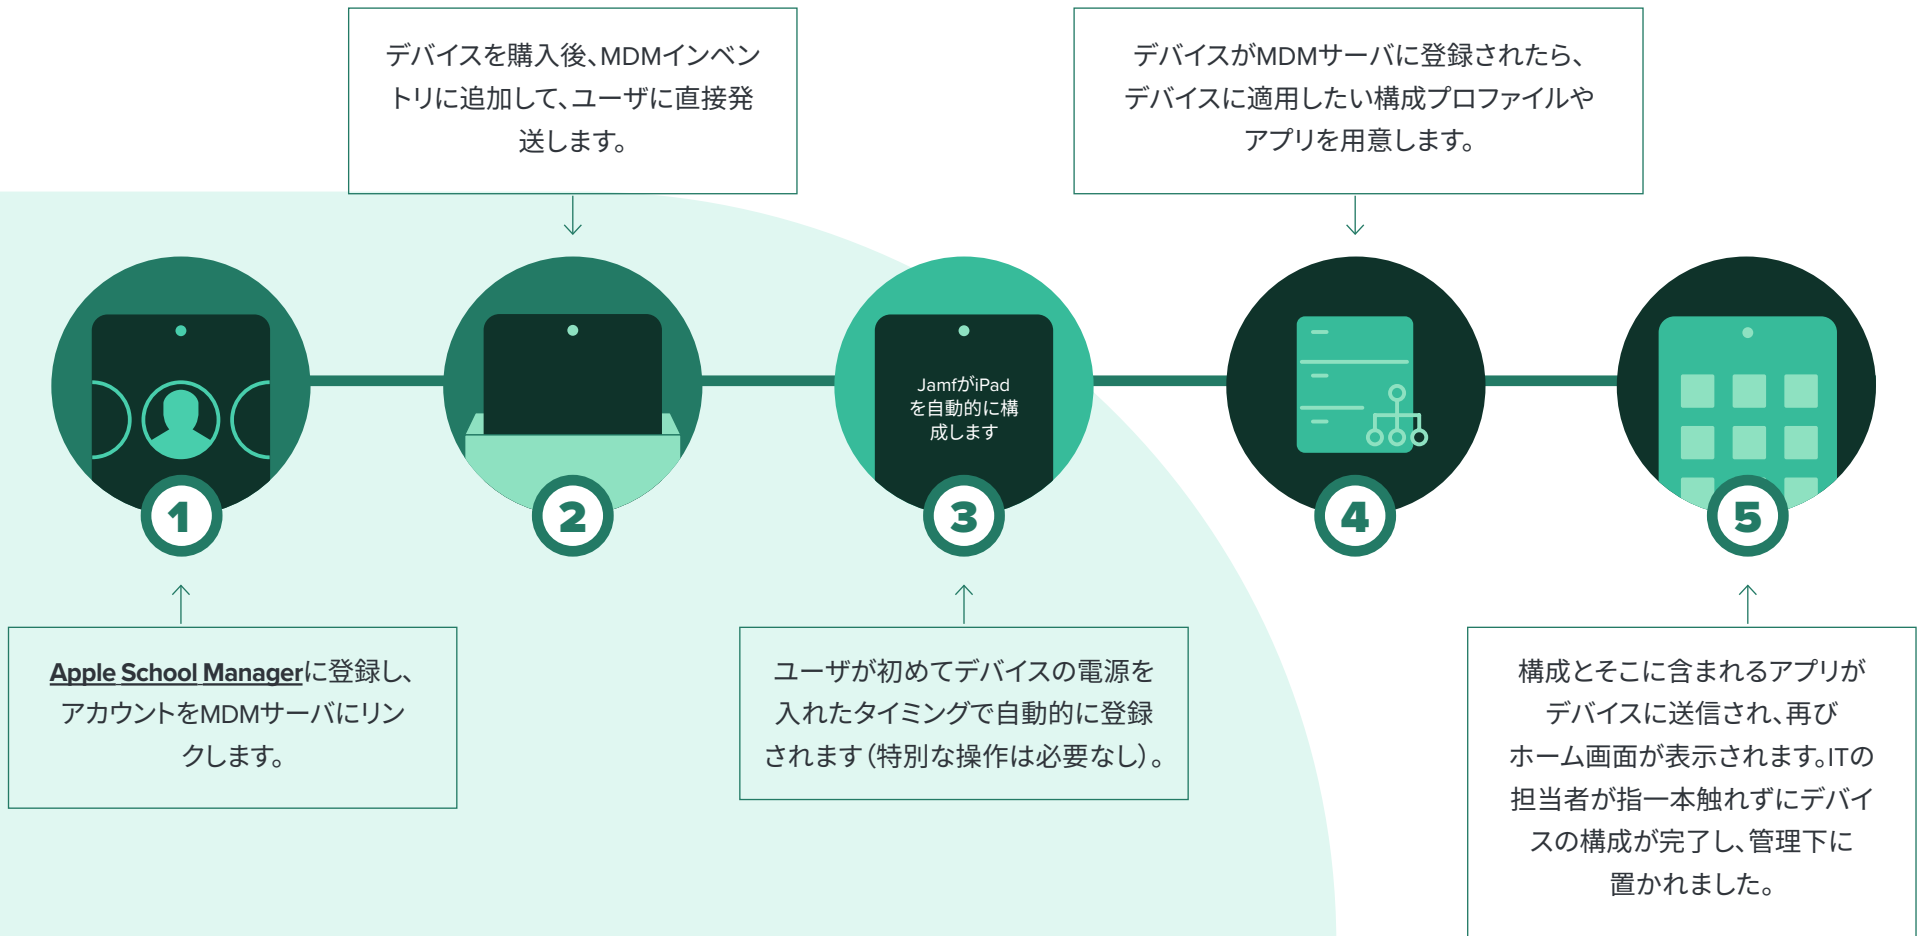 デバイスを購入後、MDMインベン
トリに追加して、ユーザに直接発
送します。
デバイスがMDMサーバに登録されたら、
デバイスに適用したい構成プロファイルや
アプリを用意します。
JamfがiPad
を自動的に構
成します
1
2
3
4
5
Apple School Managerに登録し、
アカウントをMDMサーバにリン
クします。
ユーザが初めてデバイスの電源を
入れたタイミングで自動的に登録
されます（特別な操作は必要なし）。
構成とそこに含まれるアプリが
デバイスに送信され、再び
ホーム画面が表示されます。ITの
担当者が指一本触れずにデバイ
スの構成が完了し、管理下に
置かれました。